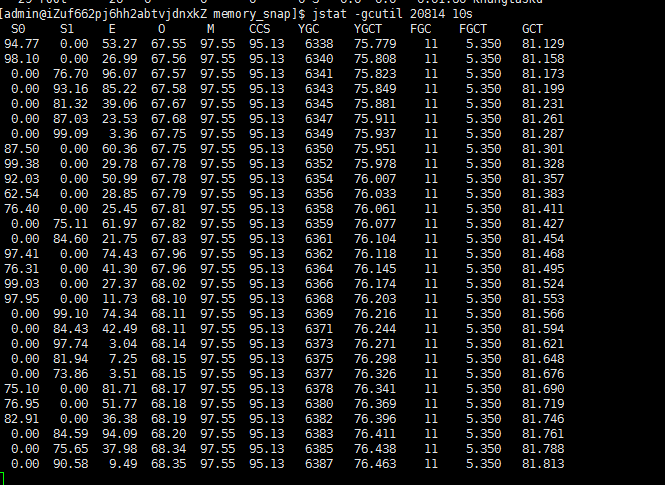 [admin@iZuf662pj6hh2abtvjdnxkZ memory_snap]$ jstat -gcutil 20814 10s
S0 S1 E O M CCS YGC YGCT FGC FGCT GCT
94.77 0.00 53.27 67.55 97.55 95.13 6338 75.779 11 5.350 81.129
98.10 0.00 26.99 67.56 97.55 95.13 6340 75.808 11 5.350 81.158
0.00 76.70 96.07 67.57 97.55 95.13 6341 75.823 11 5.350 81.173
0.00 93.16 85.22 67.58 97.55 95.13 6343 75.849 11 5.350 81.199
0.00 81.32 39.06 67.67 97.55 95.13 6345 75.881 11 5.350 81.231
0.00 87.03 23.53 67.68 97.55 95.13 6347 75.911 11 5.350 81.261
0.00 99.09 3.36 67.75 97.55 95.13 6349 75.937 11 5.350 81.287
87.50 0.00 60.36 67.75 97.55 95.13 6350 75.951 11 5.350 81.301
99.38 0.00 29.78 67.78 97.55 95.13 6352 75.978 11 5.350 81.328
92.03 0.00 50.99 67.78 97.55 95.13 6354 76.007 11 5.350 81.357
62.54 0.00 28.85 67.79 97.55 95.13 6356 76.033 11 5.350 81.383
76.40 0.00 25.45 67.81 97.55 95.13 6358 76.061 11 5.350 81.411
0.00 75.11 61.97 67.82 97.55 95.13 6359 76.077 11 5.350 81.427
0.00 84.60 21.75 67.83 97.55 95.13 6361 76.104 11 5.350 81.454
97.41 0.00 74.43 67.96 97.55 95.13 6362 76.118 11 5.350 81.468
76.31 0.00 41.30 67.96 97.55 95.13 6364 76.145 11 5.350 81.495
99.03 0.00 27.37 68.02 97.55 95.13 6366 76.174 11 5.350 81.524
97.95 0.00 11.73 68.10 97.55 95.13 6368 76.203 11 5.350 81.553
0.00 99.10 74.34 68.11 97.55 95.13 6369 76.216 11 5.350 81.566
0.00 84.43 42.49 68.11 97.55 95.13 6371 76.244 11 5.350 81.594
0.00 97.74 3.04 68.14 97.55 95.13 6373 76.271 11 5.350 81.621
0.00 81.94 7.25 68.15 97.55 95.13 6375 76.298 11 5.350 81.648
0.00 73.86 3.51 68.15 97.55 95.13 6377 76.326 11 5.350 81.676
75.10 0.00 81.71 68.17 97.55 95.13 6378 76.341 11 5.350 81.690
76.95 0.00 51.77 68.18 97.55 95.13 6380 76.369 11 5.350 81.719
82.91 0.00 36.38 68.19 97.55 95.13 6382 76.396 11 5.350 81.746
0.00 84.59 94.09 68.20 97.55 95.13 6383 76.411 11 5.350 81.761
0.00 75.65 37.98 68.34 97.55 95.13 6385 76.438 11 5.350 81.788
0.00 90.58 9.49 68.35 97.55 95.13 6387 76.463 11 5.350 81.813